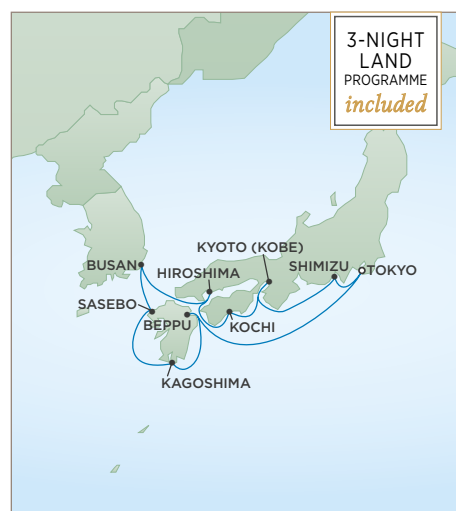 3-NIGHT
LAND
PROGRAMME
included
KYOTO (KOBE)
BUSAN
HIROSHIMA
SHIMIZU
TOKYO
SASEBO
BEPPU
KOCHI
KAGOSHIMA